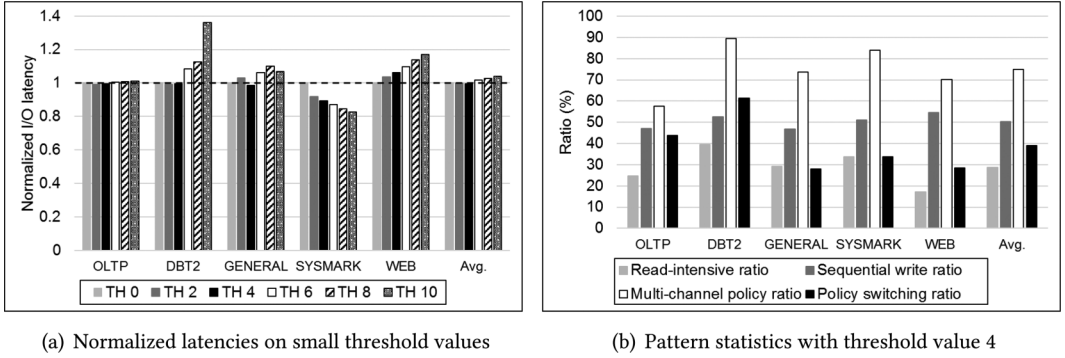 1.4
1.2
1
0.8
0.6
0.4
0.2
0
Normalized I/O latency
OLTP DBT2 GENERAL SYSMARK WEB Avg.
TH 0 TH 2 TH 4 TH 6 TH 8 TH 10
(a) Normalized latencies on small threshold values
100
90
80
70
60
50
40
30
20
10
0
Ratio (%)
OLTP DBT2 GENERAL SYSMARK WEB Avg.
Read-intensive ratio Sequential write ratio
Multi-channel policy ratio Policy switching ratio
(b) Pattern statistics with threshold value 4